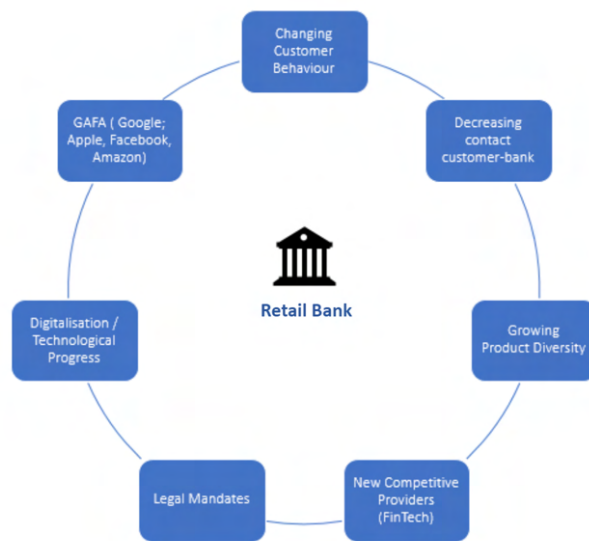 Changing
Customer
Behaviour
Decreasing
contact
customer-bank
Growing
Product Diversity
New Competitive
Providers
(FinTech)
Legal Mandates
Digitalisation /
Technological
Progress
GAFA ( Google;
Apple, Facebook,
Amazon)
Retail Bank